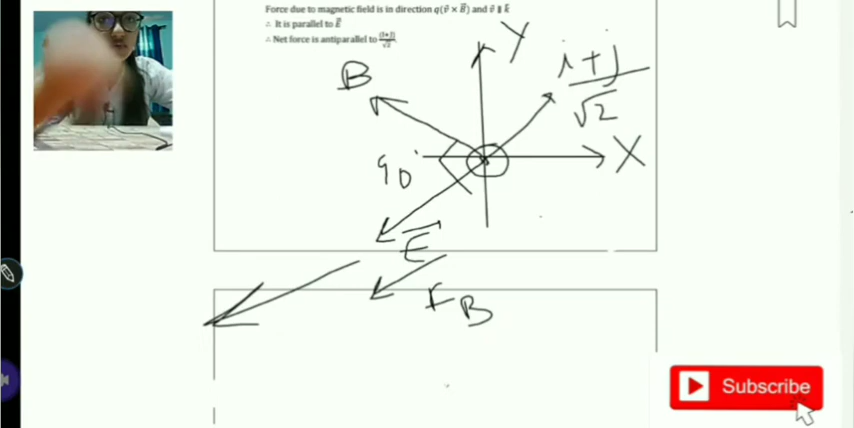 Force due to magnetic field is in direction q(v⃗ × B⃗) and v⃗ ∥ k̂
∴ It is parallel to E⃗
∴ Net force is antiparallel to (î+ĵ)/√2
Y
i+j
√2
B
X
90°
E⃗
FB
Subscribe